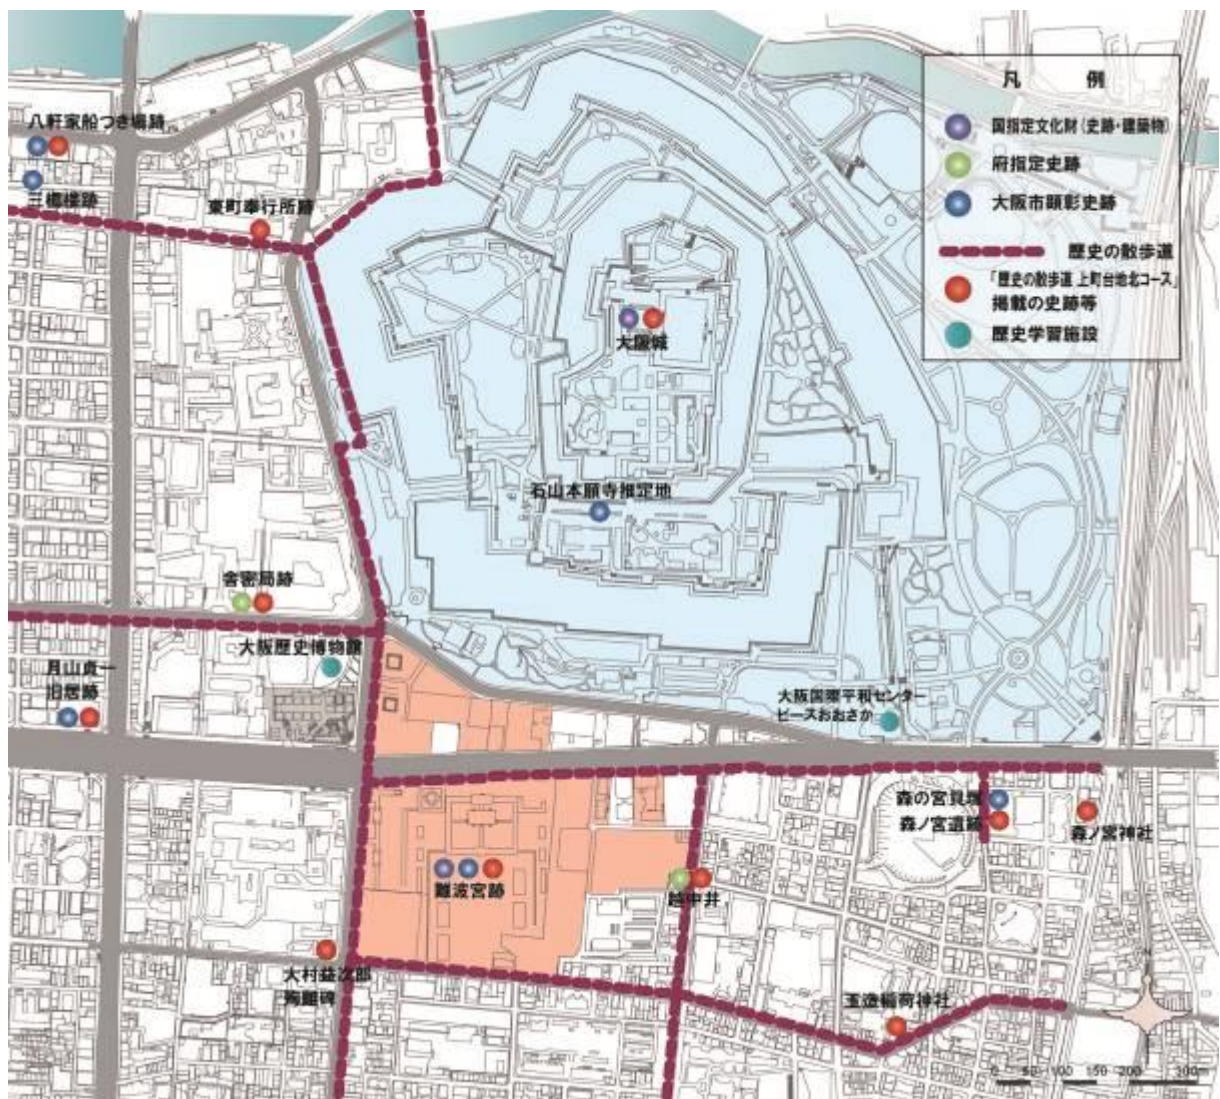 凡 例
国指定文化財(史跡・建築物)
府指定史跡
大阪市顕彰史跡
歴史の散歩道
「歴史の散歩道 上町台地北コース」
掲載の史跡等
歴史学習施設
八軒家船つき場跡
三橋楼跡
東町奉行所跡
大阪城
石山本願寺推定地
舎密局跡
大阪歴史博物館
月山貞一
旧居跡
大阪国際平和センター
ピースおおさか
森の宮貝塚
森ノ宮遺跡
森ノ宮神社
難波宮跡
越中井
大村益次郎
殉難碑
玉造稲荷神社
0 50 100 150 200 300m